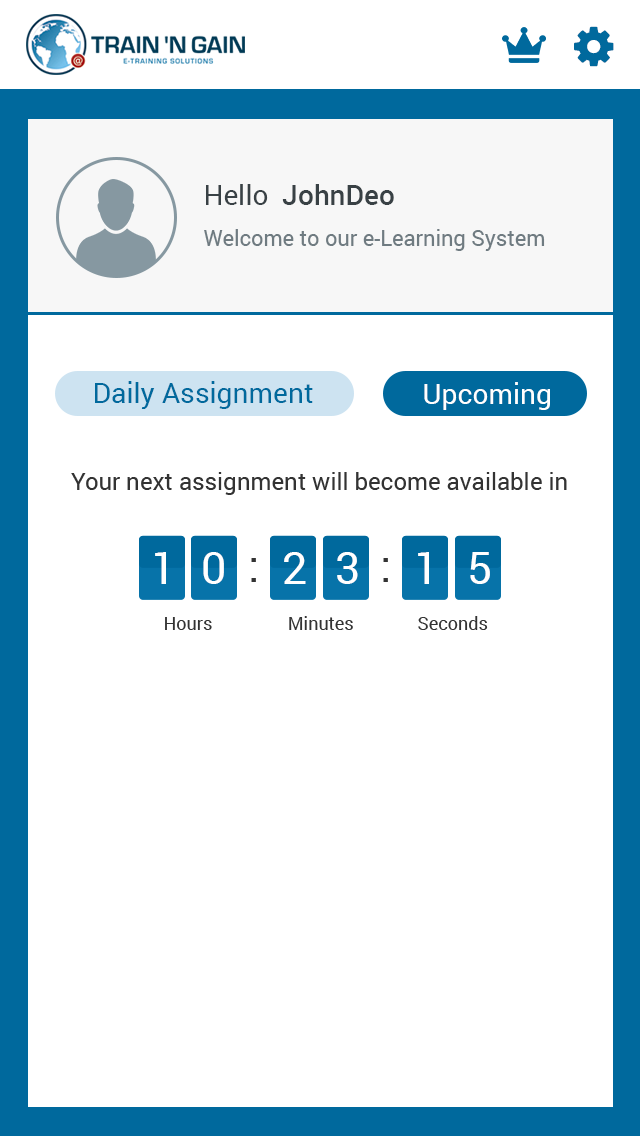 TRAIN 'N GAIN
E-TRAINING SOLUTIONS
@
Hello JohnDeo
Welcome to our e-Learning System
Daily Assignment Upcoming
Your next assignment will become available in
10 : 23 : 15
Hours Minutes Seconds